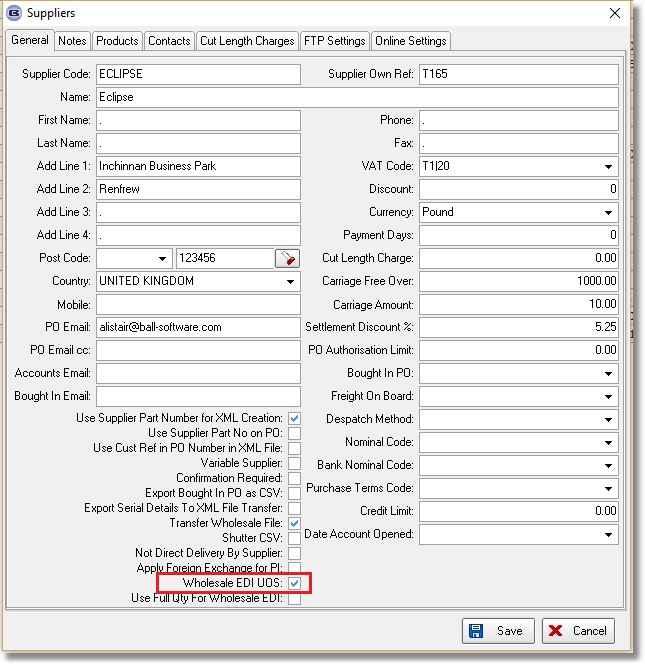 Suppliers
General Notes Products Contacts Cut Length Charges FTP Settings Online Settings
Supplier Code: ECLIPSE Supplier Own Ref: T165
Name: Eclipse
First Name: . Phone: .
Last Name: . Fax: .
Add Line 1: Inchinnan Business Park VAT Code: T1|20
Add Line 2: Renfrew Discount: 0
Add Line 3: . Currency: Pound
Add Line 4: . Payment Days: 0
Post Code: 123456 Cut Length Charge: 0.00
Country: UNITED KINGDOM Carriage Free Over: 1000.00
Mobile: Carriage Amount: 10.00
PO Email: alistair@ball-software.com Settlement Discount %: 5.25
PO Email cc: PO Authorisation Limit: 0.00
Accounts Email: Bought In PO:
Bought In Email: Freight On Board:
Use Supplier Part Number for XML Creation: Despatch Method:
Use Supplier Part No on PO:
Use Cust Ref in PO Number in XML File: Nominal Code:
Variable Supplier: Bank Nominal Code:
Confirmation Required:
Export Bought In PO as CSV: Purchase Terms Code:
Export Serial Details To XML File Transfer: Credit Limit: 0.00
Transfer Wholesale File:
Shutter CSV: Date Account Opened:
Not Direct Delivery By Supplier:
Apply Foreign Exchange for PI:
Wholesale EDI UOS:
Use Full Qty For Wholesale EDI:
Save Cancel